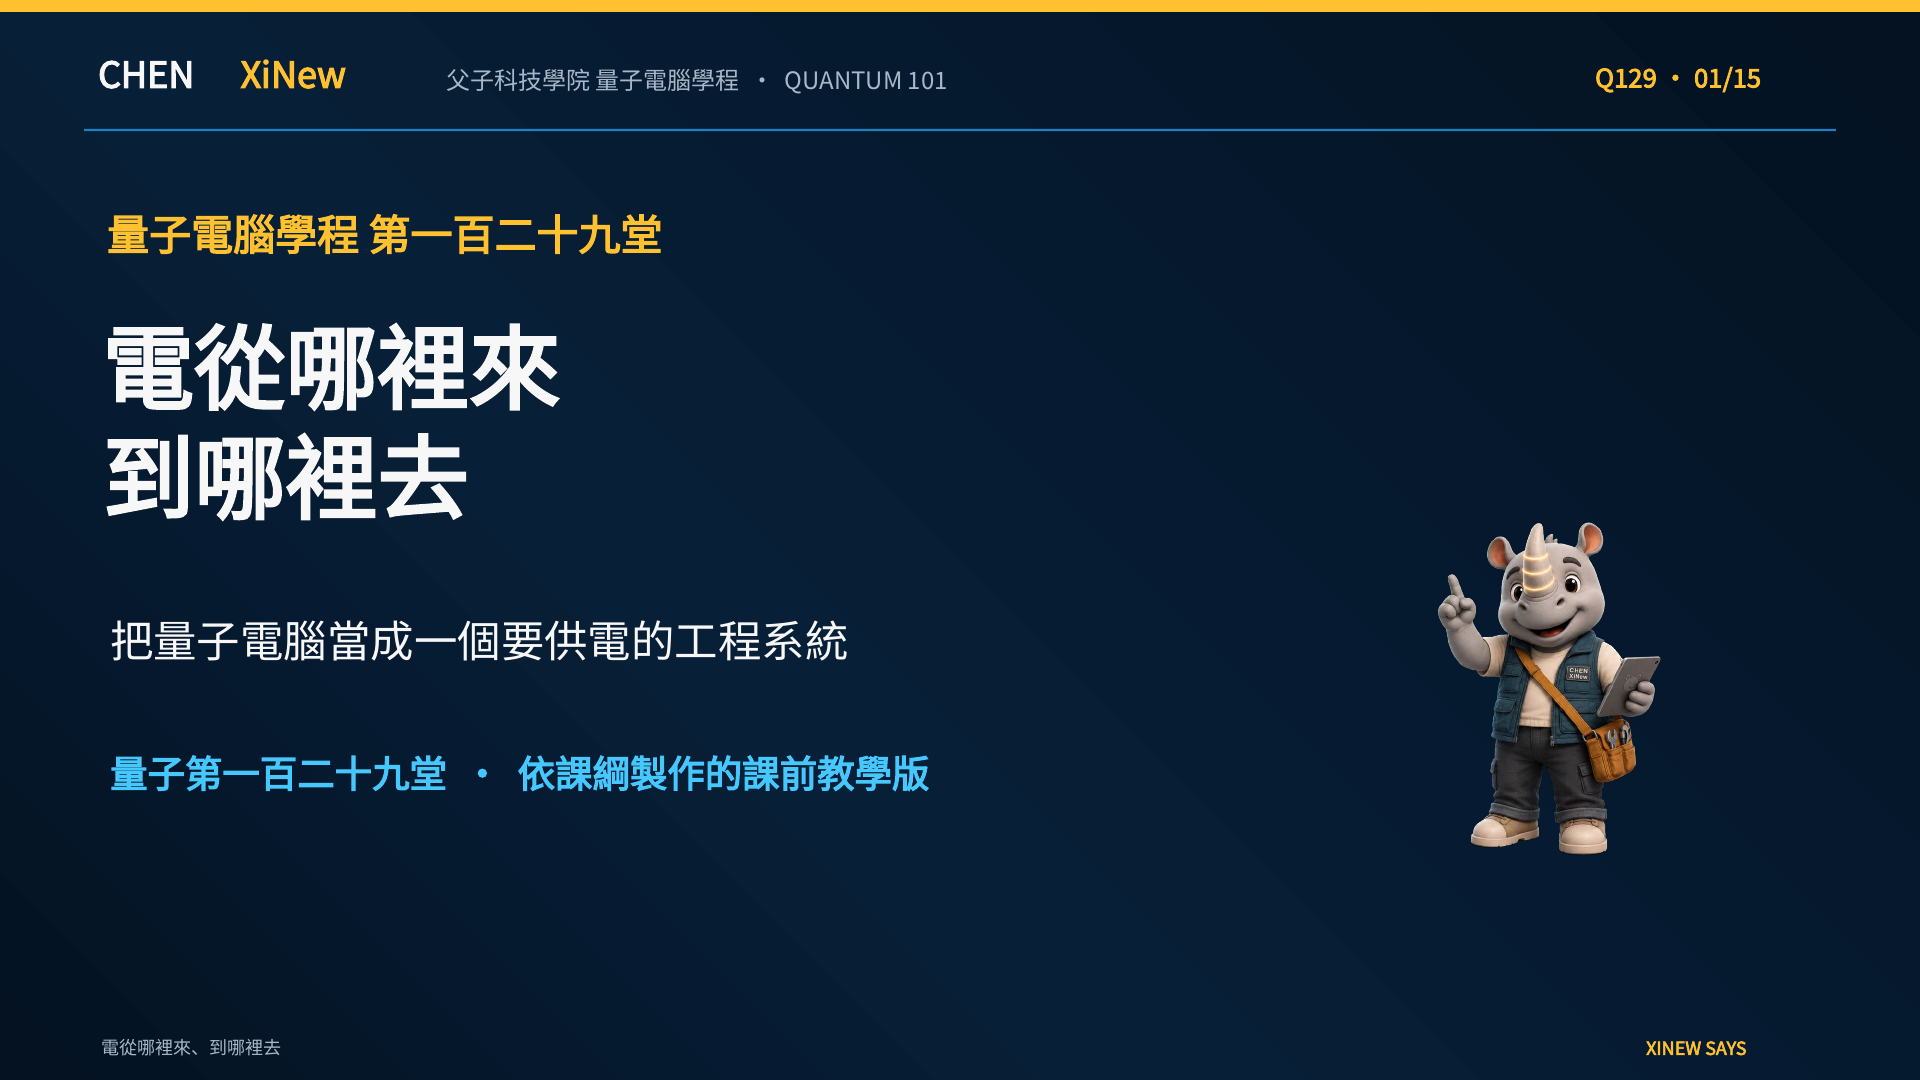 CHEN XiNew 父子科技學院 量子電腦學程 · QUANTUM 101 Q129 · 01/15
量子電腦學程 第一百二十九堂
電從哪裡來
到哪裡去
把量子電腦當成一個要供電的工程系統
量子第一百二十九堂 · 依課綱製作的課前教學版
CHEN
XiNew
電從哪裡來、到哪裡去 XINEW SAYS